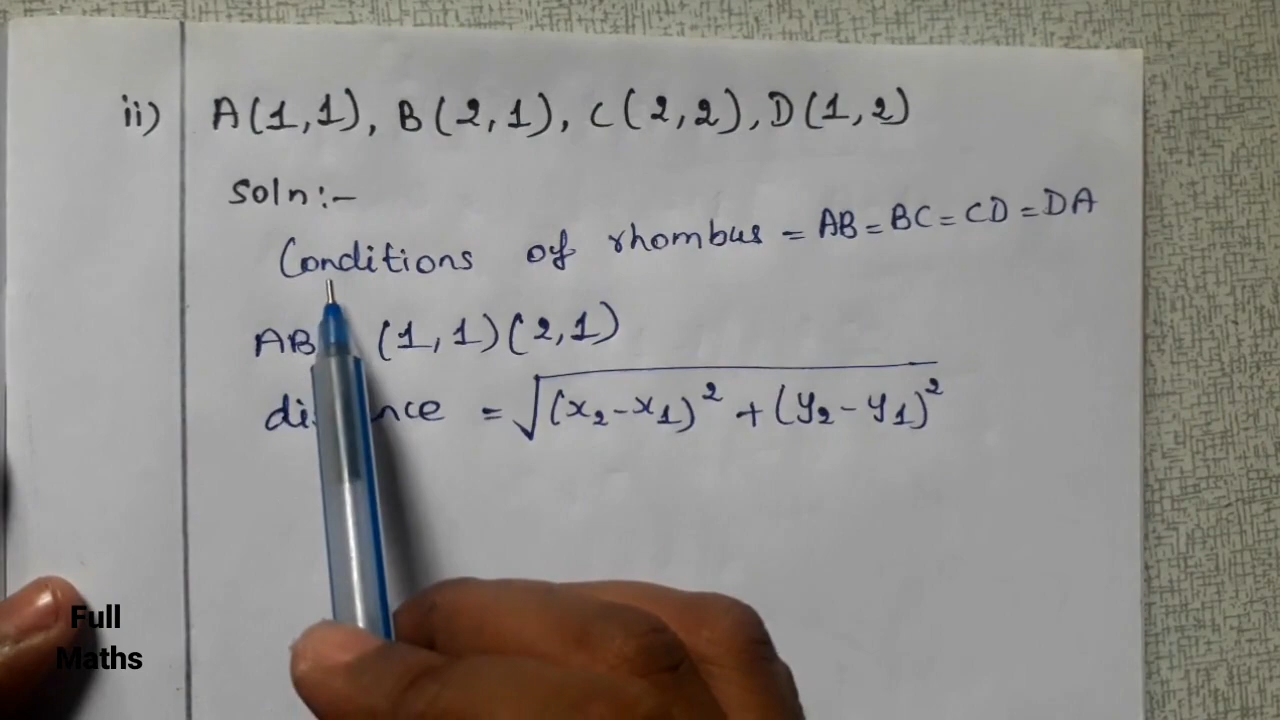 ii) A(1,1), B(2,1), C(2,2), D(1,2)
Soln:-
Conditions of rhombus = AB = BC = CD = DA
AB (1,1)(2,1)
= √(x₂-x₁)² + (y₂-y₁)²
Full
Maths